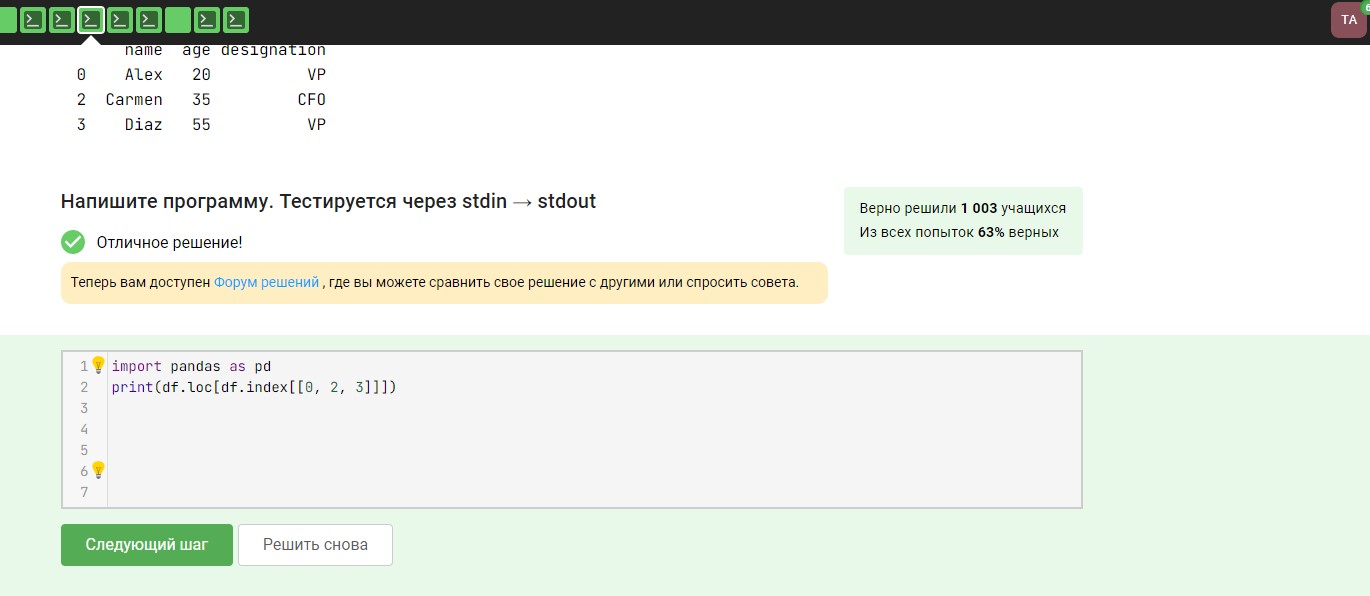 TA
name age designation
0 Alex 20 VP
2 Carmen 35 CFO
3 Diaz 55 VP
Напишите программу. Тестируется через stdin → stdout
Верно решили 1 003 учащихся
Из всех попыток 63% верных
Отличное решение!
Теперь вам доступен Форум решений , где вы можете сравнить свое решение с другими или спросить совета.
1 import pandas as pd
2 print(df.loc[df.index[[0, 2, 3]]])
3
4
5
6
7
Следующий шаг
Решить снова